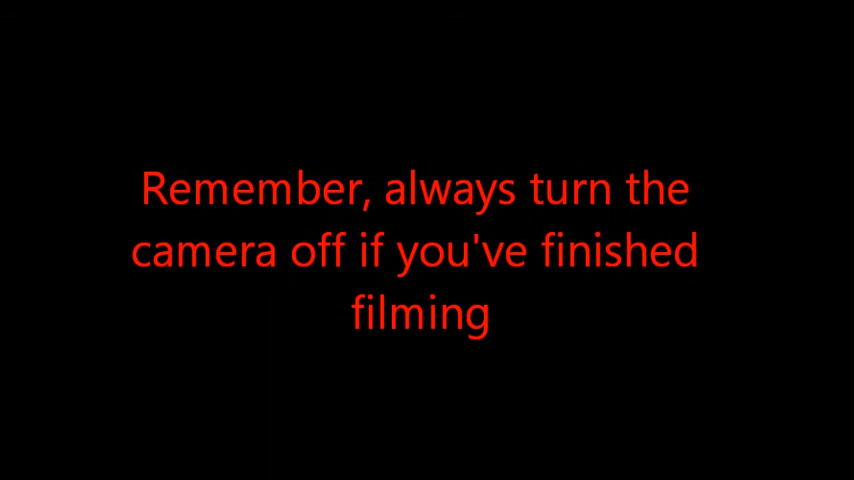 Remember, always turn the
camera off if you've finished
filming